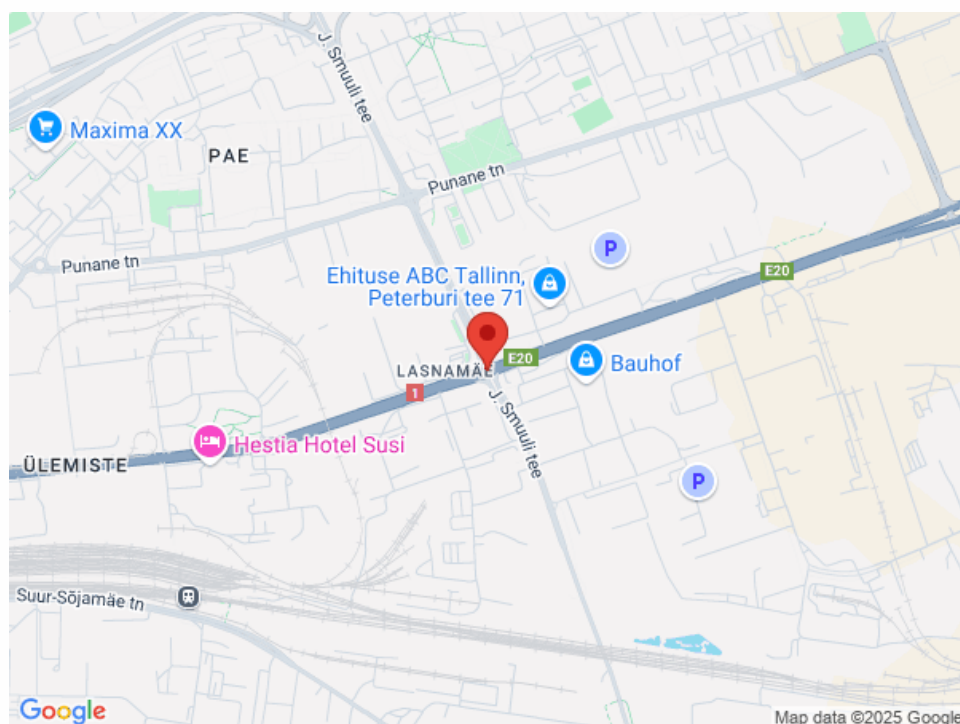 J. Smuuli tee
Maxima XX
PAE
Punane tn
Punane tn
P
Ehituse ABC Tallinn,
Peterburi tee 71
E20
E20
LASNAMÄE
Bauhof
1
J. Smuuli tee
Hestia Hotel Susi
ÜLEMISTE
P
Suur-Sõjamäe tn
Google
Map data ©2025 Google